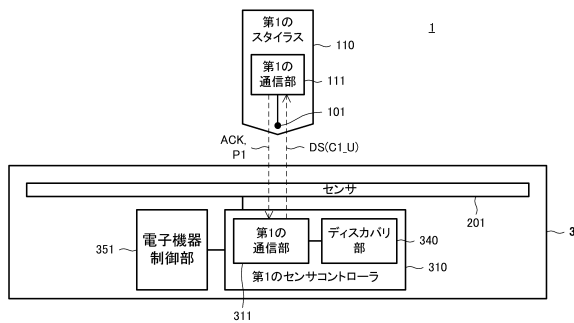 1
第1の
スタイラス
110
第1の
通信部
111
101
ACK,
P1
DS(C1_U)
センサ
201
351
電子機器
制御部
第1の
通信部
ディスカバリ
部
340
3
第1のセンサコントローラ
310
311